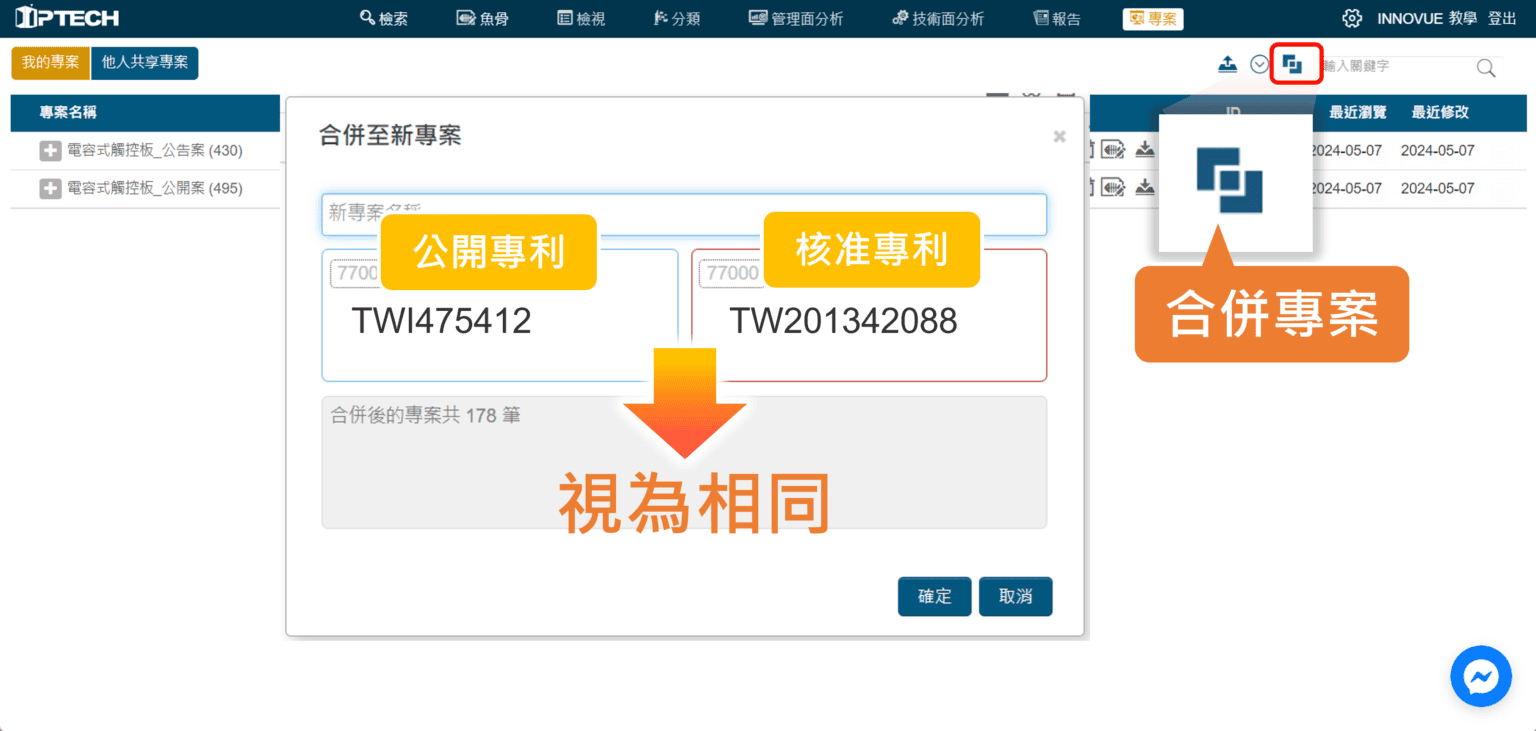 IPTECH
檢索
魚骨
檢視
分類
管理面分析
技術面分析
報告
專案
INNOVUE 教學
登出
我的專案
他人共享專案
輸入關鍵字
專案名稱
ID
最近瀏覽
最近修改
電容式觸控板_公告案 (430)
2024-05-07
2024-05-07
電容式觸控板_公開案 (495)
2024-05-07
2024-05-07
合併至新專案
新專案名稱
公開專利
核准專利
7700
77000
TWI475412
TW201342088
合併後的專案共 178 筆
視為相同
確定
取消
合併專案